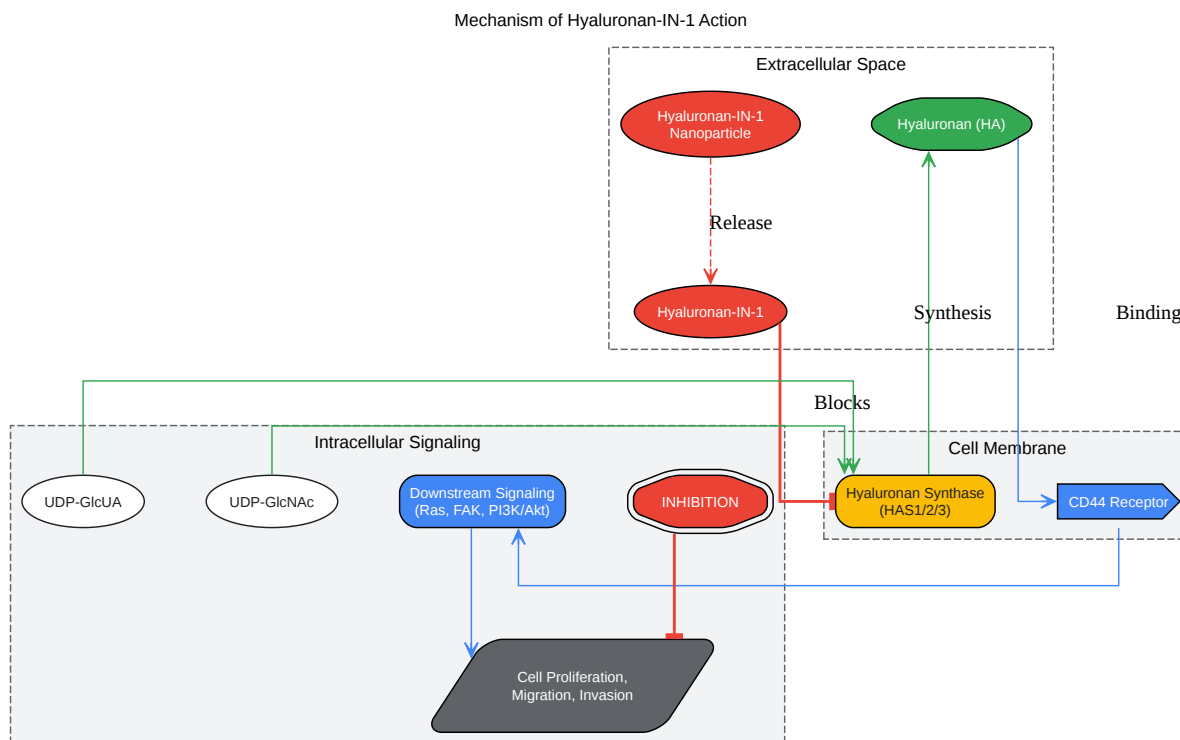 Mechanism of Hyaluronan-IN-1 Action
Extracellular Space
Hyaluronan-IN-1
Nanoparticle
Hyaluronan (HA)
Release
Hyaluronan-IN-1
Synthesis
Binding
Blocks
Intracellular Signaling
Cell Membrane
UDP-GlcUA
UDP-GlcNAc
Downstream Signaling
(Ras, FAK, PI3K/Akt)
INHIBITION
Hyaluronan Synthase
(HAS1/2/3)
CD44 Receptor
Cell Proliferation,
Migration, Invasion